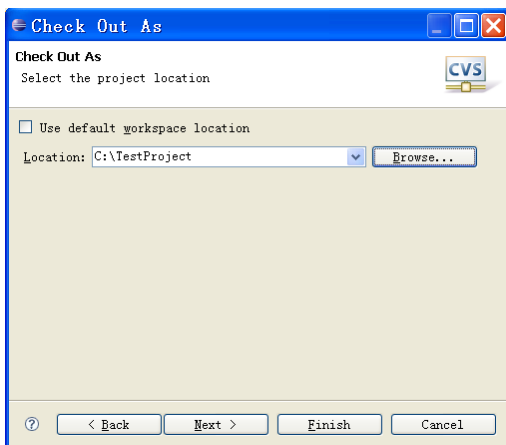 Check Out As
Check Out As
Select the project location
CVS
Use default workspace location
Location: C:\TestProject Browse...
? < Back Next > Finish Cancel